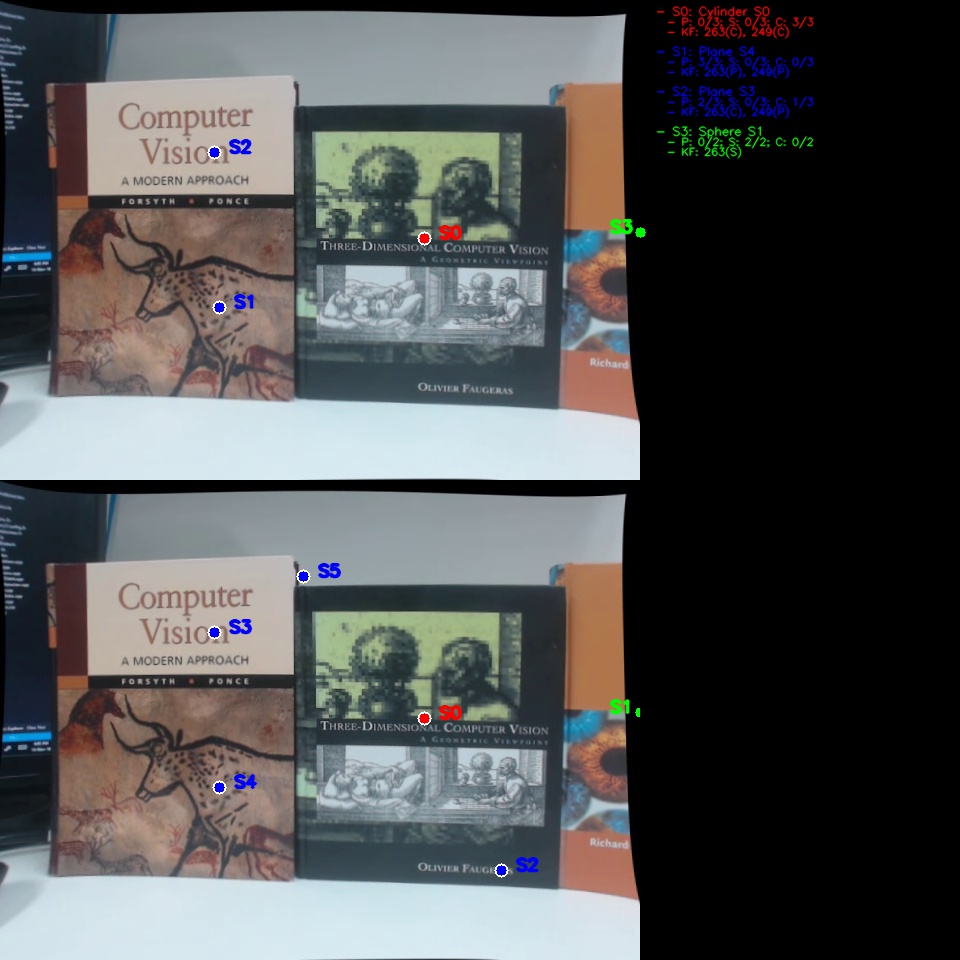 - S0: Cylinder S0
- P: 0/3; S: 0/3; C: 3/3
- KF: 263(C), 249(C)
- S1: Plane S4
- P: 3/3; S: 0/3; C: 0/3
- KF: 263(P), 249(P)
- S2: Plane S3
- P: 2/3; S: 0/3; C: 1/3
- KF: 263(C), 249(P)
- S3: Sphere S1
- P: 0/2; S: 2/2; C: 0/2
- KF: 263(S)
Computer
Vision
S2
A MODERN APPROACH
FORSYTH PONCE
S1
S0
THREE-DIMENSIONAL COMPUTER VISION
A GEOMETRIC VIEWPOINT
OLIVIER FAUGERAS
S3
Richard
S5
Computer
Vision
S3
A MODERN APPROACH
FORSYTH PONCE
S4
S0
THREE-DIMENSIONAL COMPUTER VISION
A GEOMETRIC VIEWPOINT
OLIVIER FAUGERAS
S2
S1
Richard